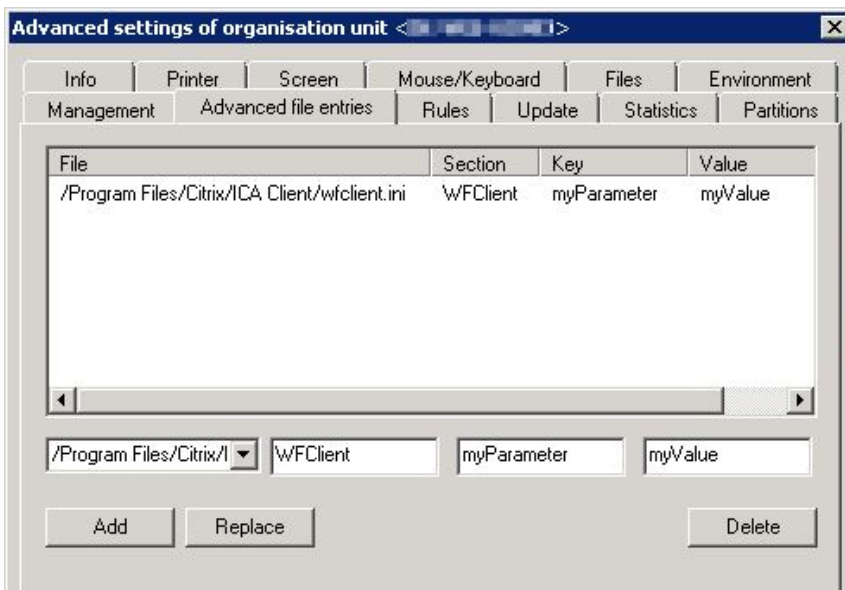 Advanced settings of organisation unit < >
Info Printer Screen Mouse/Keyboard Files Environment
Management Advanced file entries Rules Update Statistics Partitions
File Section Key Value
/Program Files/Citrix/ICA Client/wfclient.ini WFClient myParameter myValue
/Program Files/Citrix/I WFClient myParameter myValue
Add Replace Delete